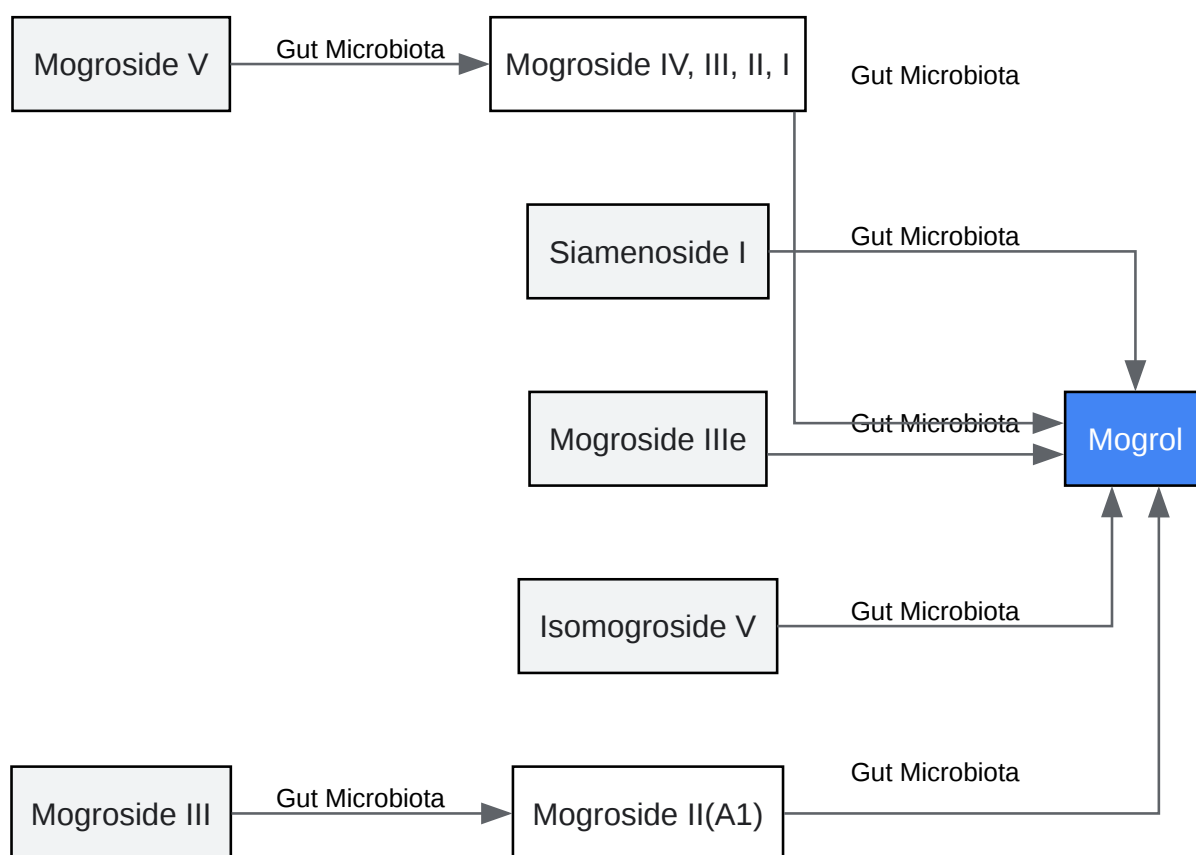 Mogroside V
Gut Microbiota
Mogroside IV, III, II, I
Gut Microbiota
Siamenoside I
Gut Microbiota
Mogroside IIIe
Gut Microbiota
Mogrol
Isomogroside V
Gut Microbiota
Mogroside III
Gut Microbiota
Mogroside II(A1)
Gut Microbiota